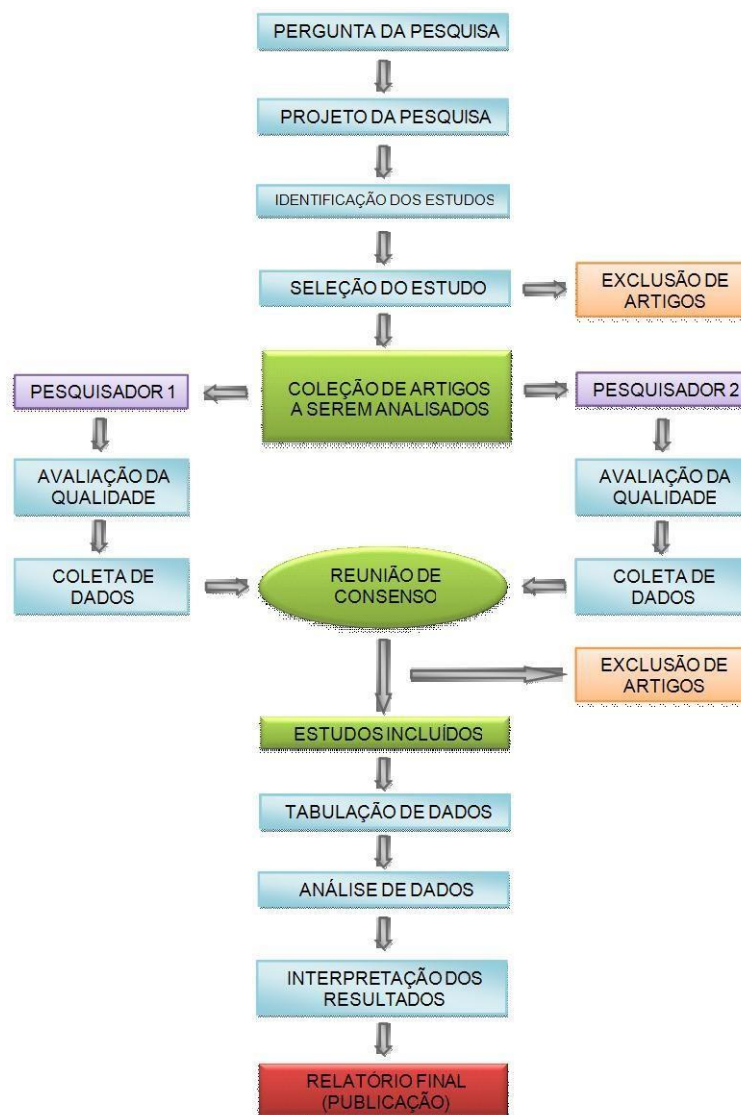 PERGUNTA DA PESQUISA
PROJETO DA PESQUISA
IDENTIFICAÇÃO DOS ESTUDOS
SELEÇÃO DO ESTUDO
EXCLUSÃO DE
ARTIGOS
PESQUISADOR 1
COLEÇÃO DE ARTIGOS
A SEREM ANALISADOS
PESQUISADOR 2
AVALIAÇÃO DA
QUALIDADE
AVALIAÇÃO DA
QUALIDADE
COLETA DE
DADOS
REUNIÃO DE
CONSENSO
COLETA DE
DADOS
EXCLUSÃO DE
ARTIGOS
ESTUDOS INCLUÍDOS
TABULAÇÃO DE DADOS
ANÁLISE DE DADOS
INTERPRETAÇÃO DOS
RESULTADOS
RELATÓRIO FINAL
(PUBLICAÇÃO)